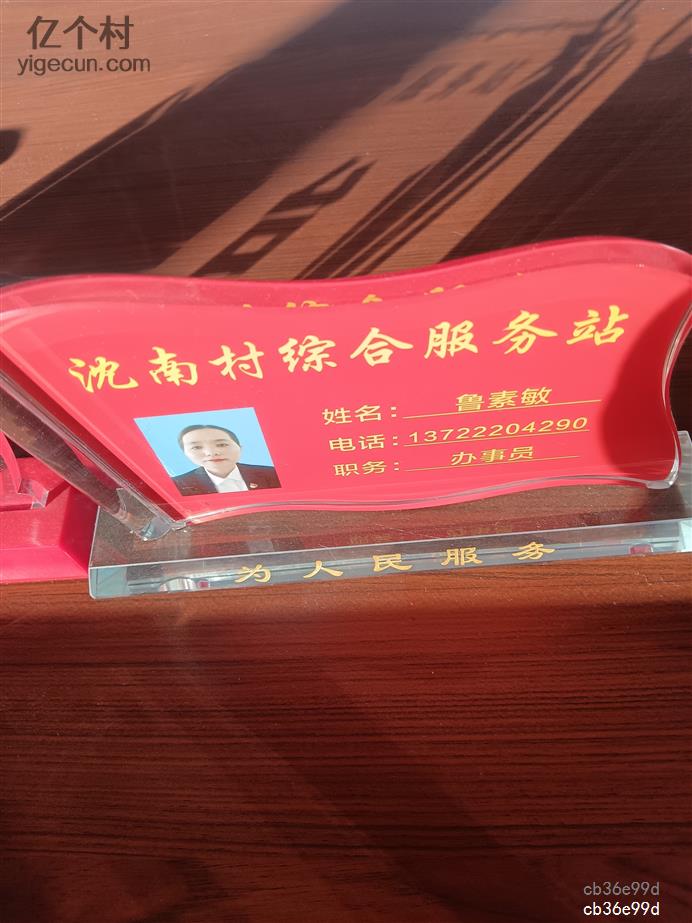 亿个村
yigecun.com
沈南村综合服务站
姓名：鲁素敏
电话：13722204290
职务：办事员
为人民服务
cb36e99d
cb36e99d